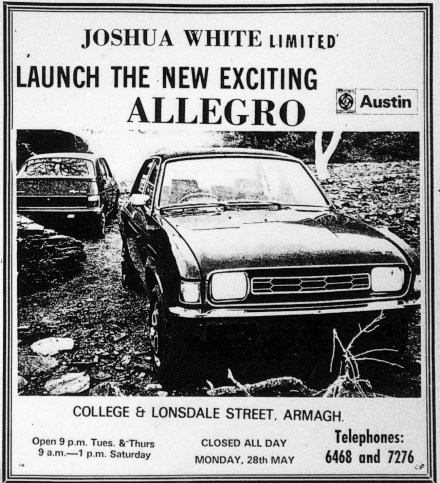 JOSHUA WHITE LIMITED
LAUNCH THE NEW EXCITING
ALLEGRO
Austin
COLLEGE & LONSDALE STREET, ARMAGH.
Open 9 p.m. Tues. & Thurs
9 a.m.—1 p.m. Saturday
CLOSED ALL DAY
MONDAY, 28th MAY
Telephones:
6468 and 7276